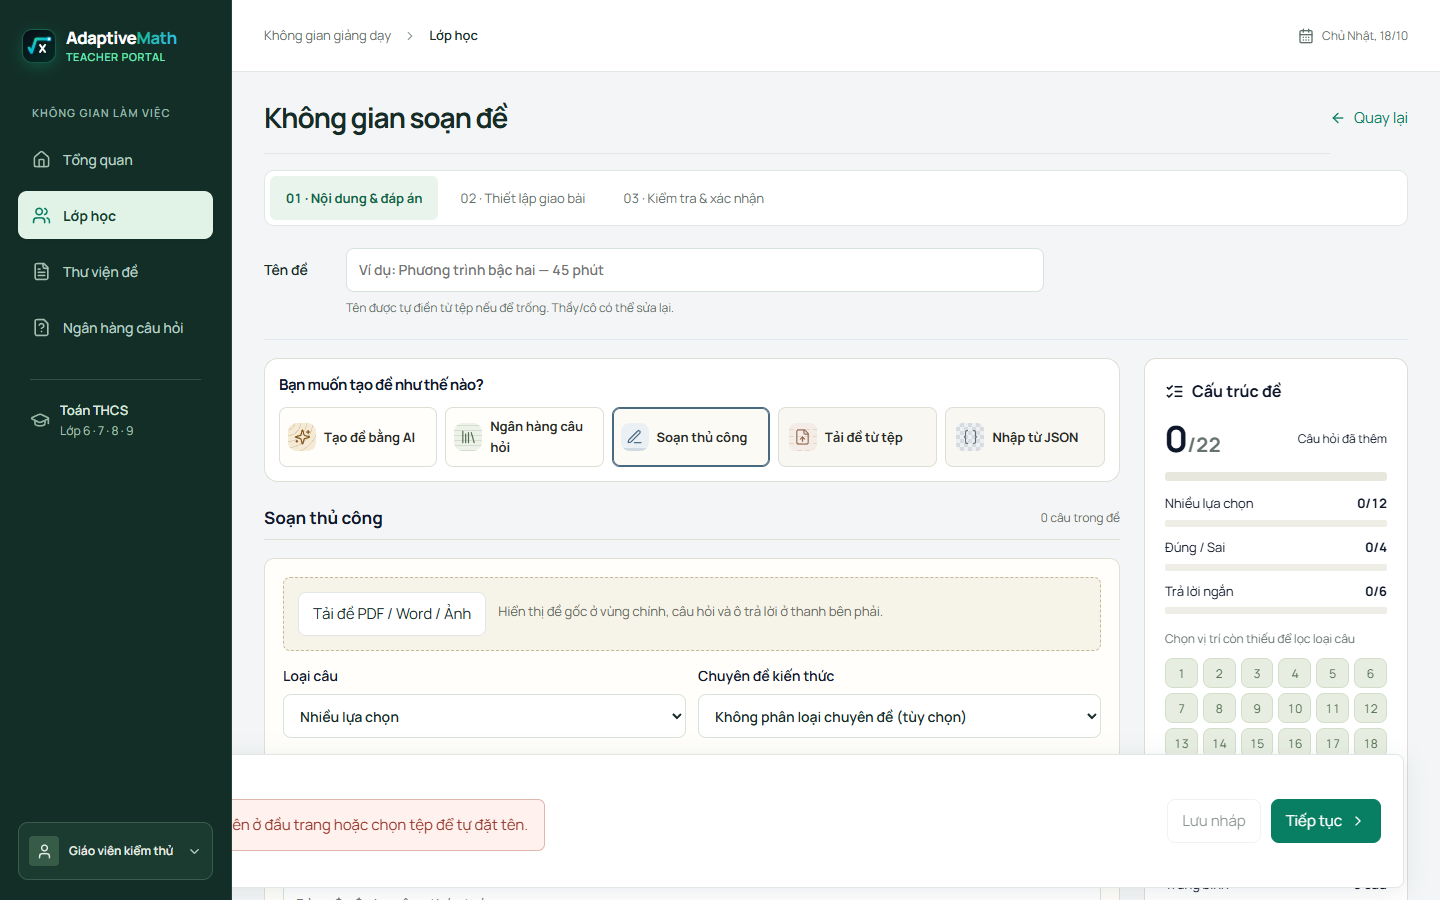 AdaptiveMath
TEACHER PORTAL
KHÔNG GIAN LÀM VIỆC
Tổng quan
Lớp học
Thư viện đề
Ngân hàng câu hỏi
Toán THCS
Lớp 6 · 7 · 8 · 9
Giáo viên kiểm thử
Không gian giảng dạy
Lớp học
Chủ Nhật, 18/10
Không gian soạn đề
Quay lại
01 · Nội dung & đáp án
02 · Thiết lập giao bài
03 · Kiểm tra & xác nhận
Tên đề
Ví dụ: Phương trình bậc hai — 45 phút
Tên được tự điền từ tệp nếu để trống. Thầy/cô có thể sửa lại.
Bạn muốn tạo đề như thế nào?
Tạo đề bằng AI
Ngân hàng câu
hỏi
Soạn thủ công
Tải đề từ tệp
Nhập từ JSON
Soạn thủ công
0 câu trong đề
Tải đề PDF / Word / Ảnh
Hiển thị đề gốc ở vùng chính, câu hỏi và ô trả lời ở thanh bên phải.
Loại câu
Chuyên đề kiến thức
Nhiều lựa chọn
Không phân loại chuyên đề (tùy chọn)
Cấu trúc đề
0/22
Câu hỏi đã thêm
Nhiều lựa chọn
0/12
Đúng / Sai
0/4
Trả lời ngắn
0/6
Chọn vị trí còn thiếu để lọc loại câu
1 2 3 4 5 6
7 8 9 10 11 12
13 14 15 16 17 18
ên ở đầu trang hoặc chọn tệp để tự đặt tên.
Lưu nháp
Tiếp tục